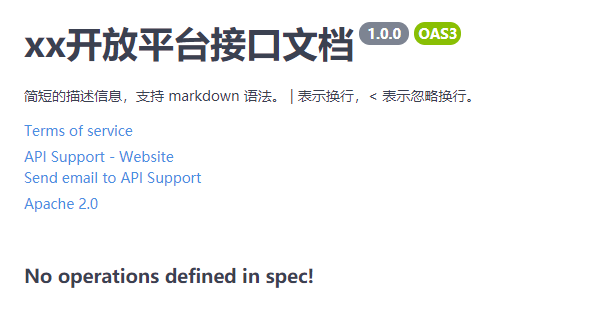 xx开放平台接口文档 1.0.0 OAS3
简短的描述信息，支持 markdown 语法。 | 表示换行，< 表示忽略换行。
Terms of service
API Support - Website
Send email to API Support
Apache 2.0
No operations defined in spec!